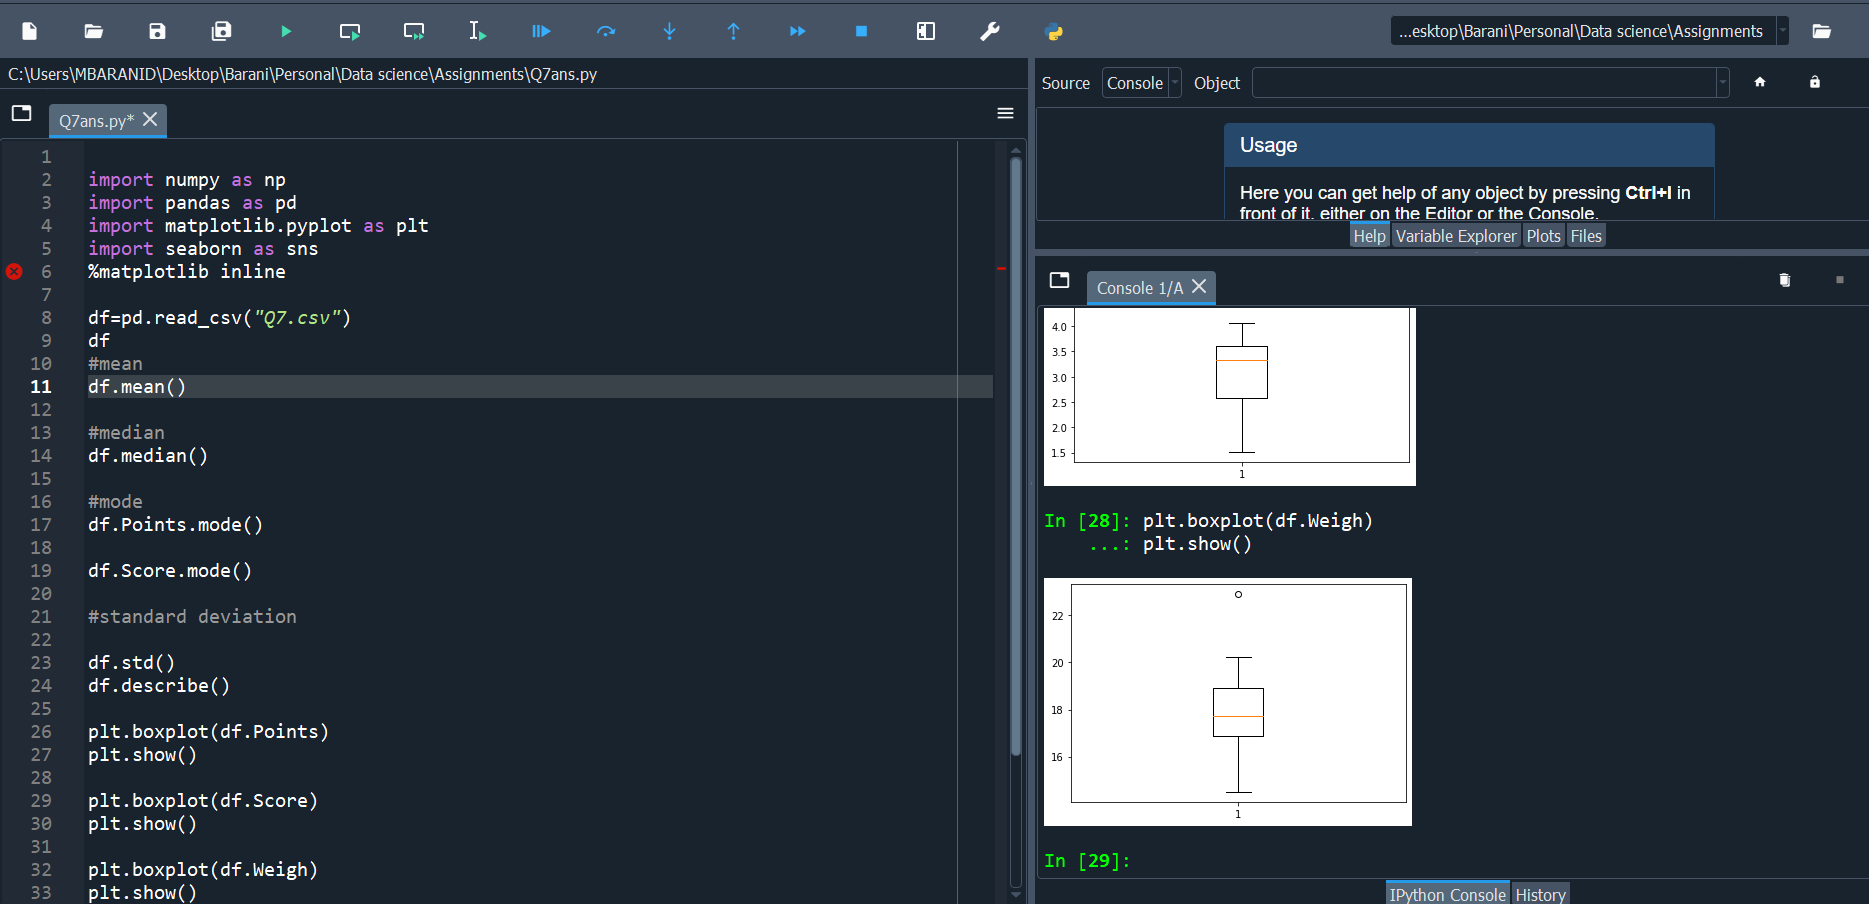 ...esktop\Barani\Personal\Data science\Assignments
C:\Users\MBARANID\Desktop\Barani\Personal\Data science\Assignments\Q7ans.py
Q7ans.py*
1
2 import numpy as np
3 import pandas as pd
4 import matplotlib.pyplot as plt
5 import seaborn as sns
6 %matplotlib inline
7
8 df=pd.read_csv("Q7.csv")
9 df
10 #mean
11 df.mean()
12
13 #median
14 df.median()
15
16 #mode
17 df.Points.mode()
18
19 df.Score.mode()
20
21 #standard deviation
22
23 df.std()
24 df.describe()
25
26 plt.boxplot(df.Points)
27 plt.show()
28
29 plt.boxplot(df.Score)
30 plt.show()
31
32 plt.boxplot(df.Weigh)
33 plt.show()
Source Console Object
Usage
Here you can get help of any object by pressing Ctrl+I in
front of it, either on the Editor or the Console.
Help Variable Explorer Plots Files
Console 1/A
4.0
3.5
3.0
2.5
2.0
1.5
1
In [28]: plt.boxplot(df.Weigh)
...: plt.show()
22
20
18
16
1
In [29]:
IPython Console History